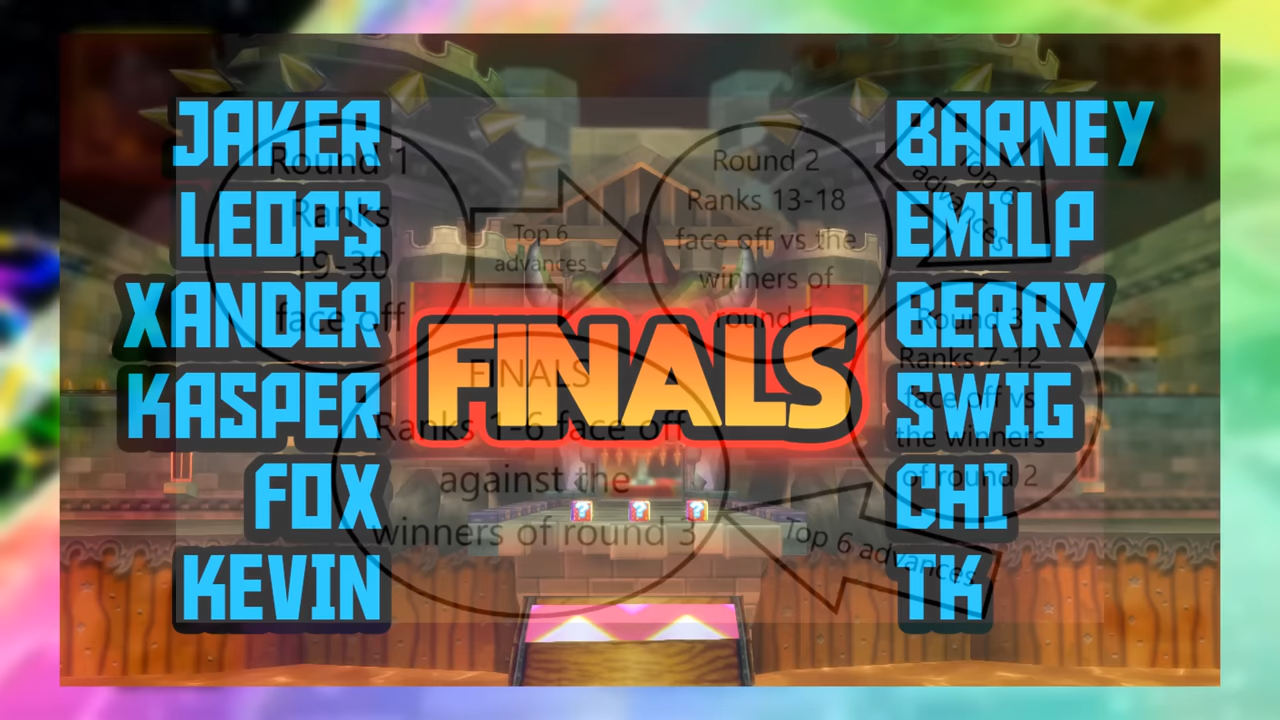 JAKER
LEOPS
XANDER
KASPER
FOX
KEVIN
FINALS
BARNEY
EMILP
BERRY
SWIG
CHI
TK
Round 1
Ranks
19-30
face off
Top 6
advances
Round 2
Ranks 13-18
face off vs the
winners of
round 1
Top 6
advances
Round 3
Ranks 7-12
face off vs
the winners
of round 2
Top 6 advances
FINALS
Ranks 1-6 face off
against the
winners of round 3